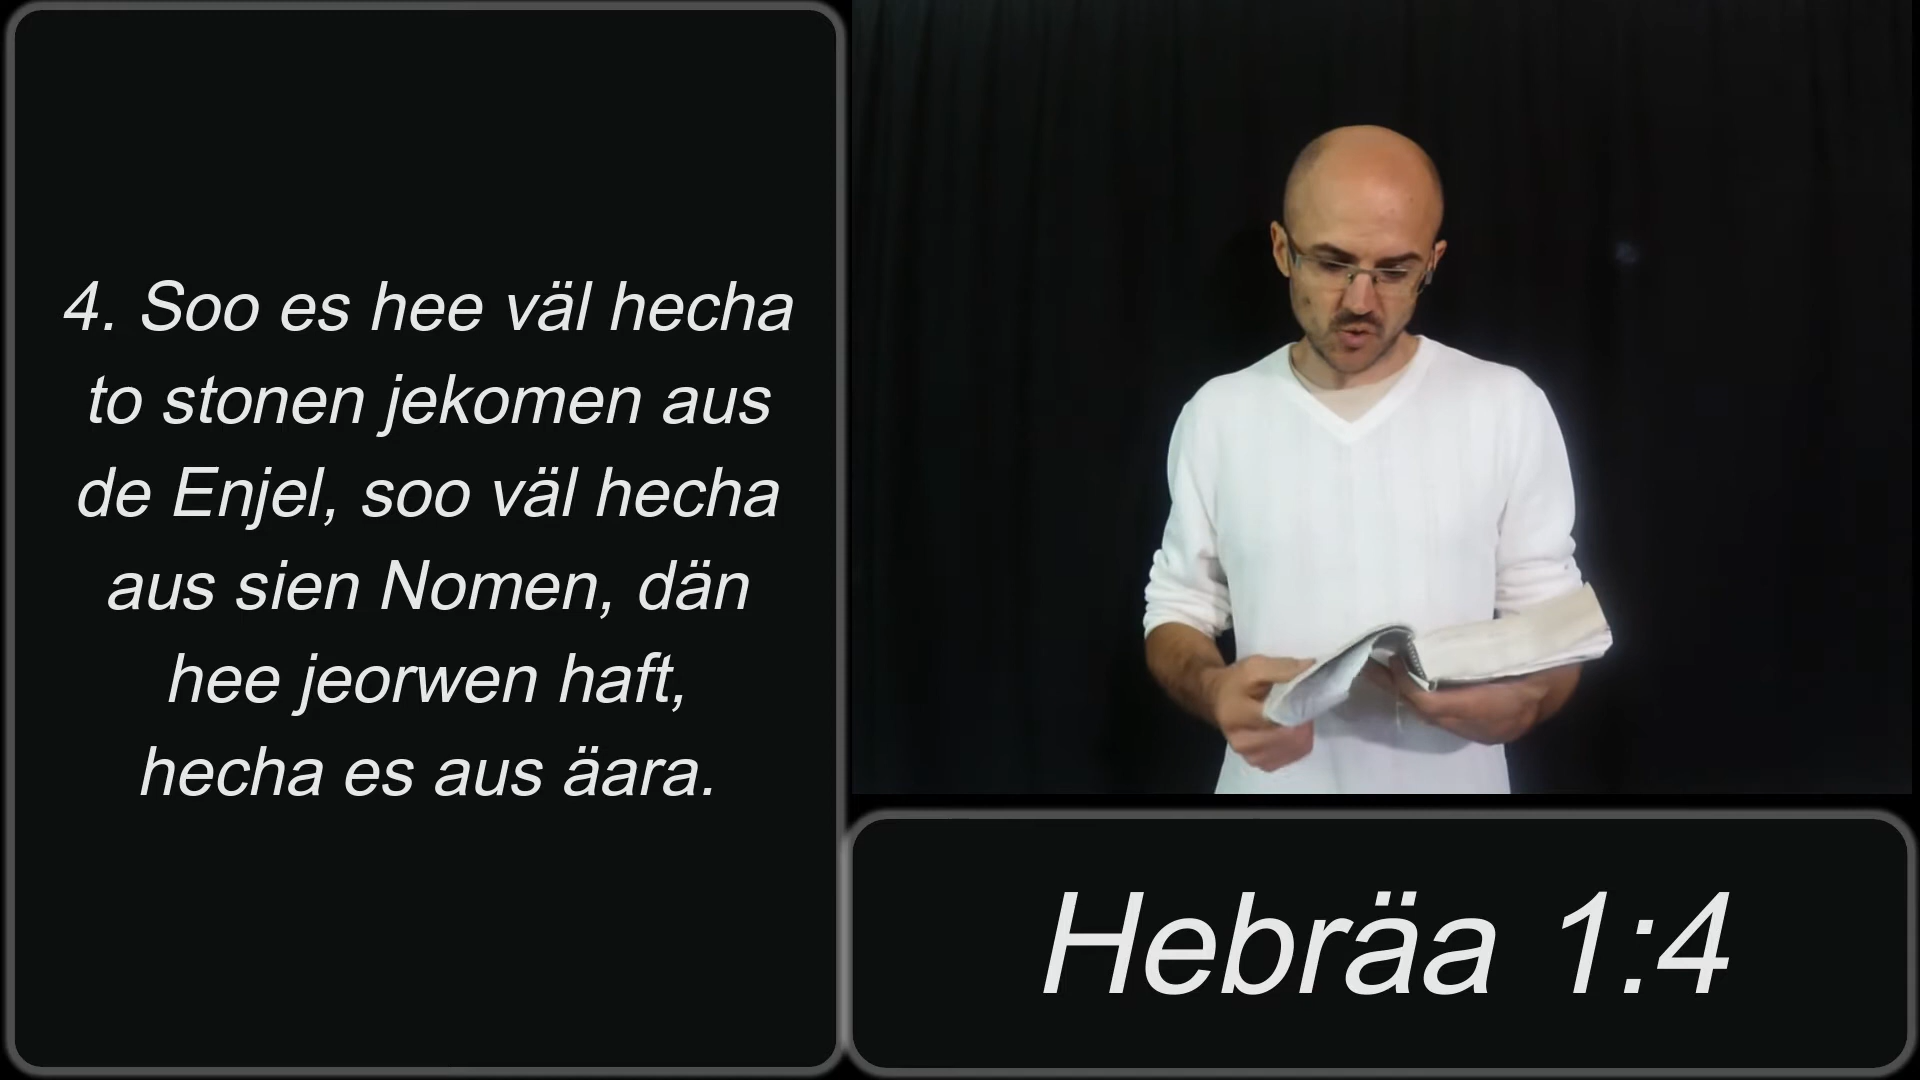 4. Soo es hee väl hecha
to stonen jekomen aus
de Enjel, soo väl hecha
aus sien Nomen, dän
hee jeorwen haft,
hecha es aus äara.
Hebräa 1:4